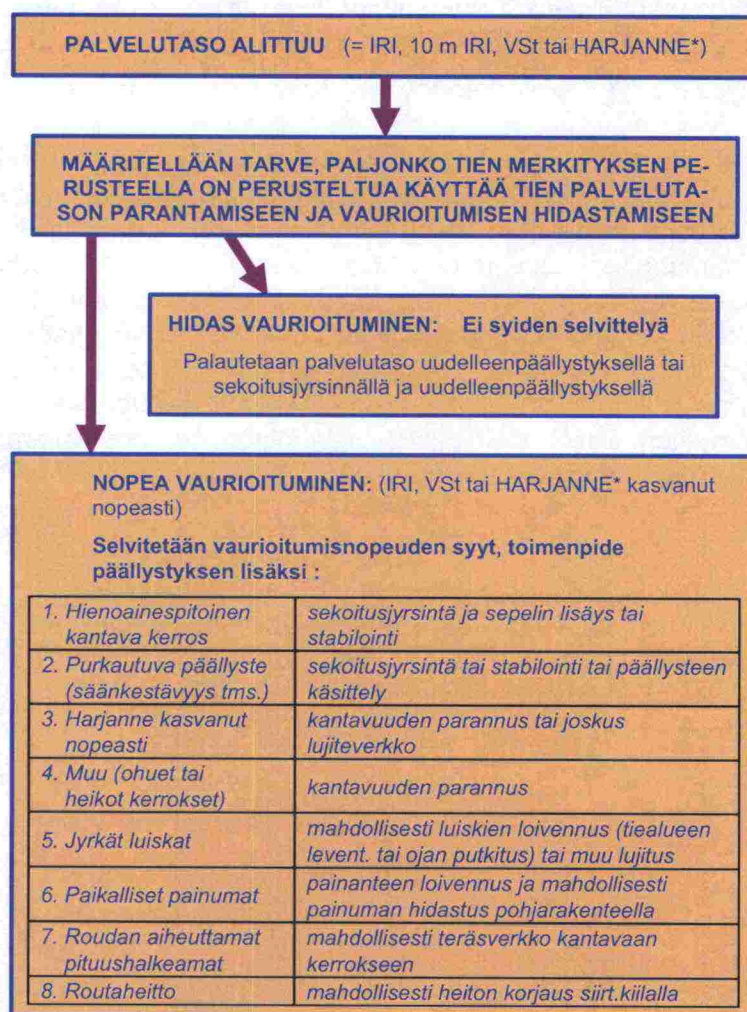 PALVELUTASO ALITTUU (= IRI, 10 m IRI, VSt tai HARJANNE*)
MÄÄRITELLÄÄN TARVE, PALJONKO TIEN MERKITYKSEN PE-
RUSTEELLA ON PERUSTELTUA KÄYTTÄÄ TIEN PALVELUTA-
SON PARANTAMISEEN JA VAURIOITUMISEN HIDASTAMISEEN
HIDAS VAURIOITUMINEN: Ei syiden selvittelyä
Palautetaan palvelutaso uudelleenpäällystyksellä tai
sekoitusjyrsinnällä ja uudelleenpäällystyksellä
NOPEA VAURIOITUMINEN: (IRI, VSt tai HARJANNE* kasvanut
nopeasti)
Selvitetään vaurioitumisnopeuden syyt, toimenpide
päällystyksen lisäksi :
1. Hienoainespitoinen
kantava kerros
sekoitusjyrsintä ja sepelin lisäys tai
stabilointi
2. Purkautuva päällyste
(säänkestävyys tms.)
sekoitusjyrsintä tai stabilointi tai päällysteen
käsittely
3. Harjanne kasvanut
nopeasti
kantavuuden parannus tai joskus
lujiteverkko
4. Muu (ohuet tai
heikot kerrokset)
kantavuuden parannus
5. Jyrkät luiskat
mahdollisesti luiskien loivennus (tiealueen
levent. tai ojan putkitus) tai muu lujitus
6. Paikalliset painumat
painanteen loivennus ja mahdollisesti
painuman hidastus pohjarakenteella
7. Roudan aiheuttamat
pituushalkeamat
mahdollisesti teräsverkko kantavaan
kerrokseen
8. Routaheitto
mahdollisesti heiton korjaus siirt.kiilalla